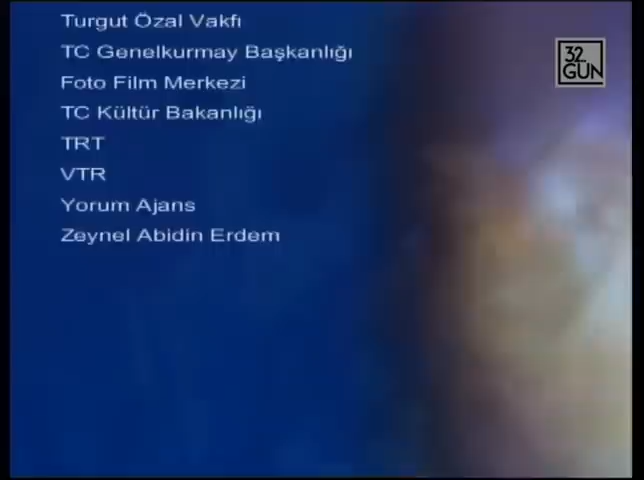 Turgut Özal Vakfı
TC Genelkurmay Başkanlığı
Foto Film Merkezi
TC Kültür Bakanlığı
TRT
VTR
Yorum Ajans
Zeynel Abidin Erdem
32.
GÜN